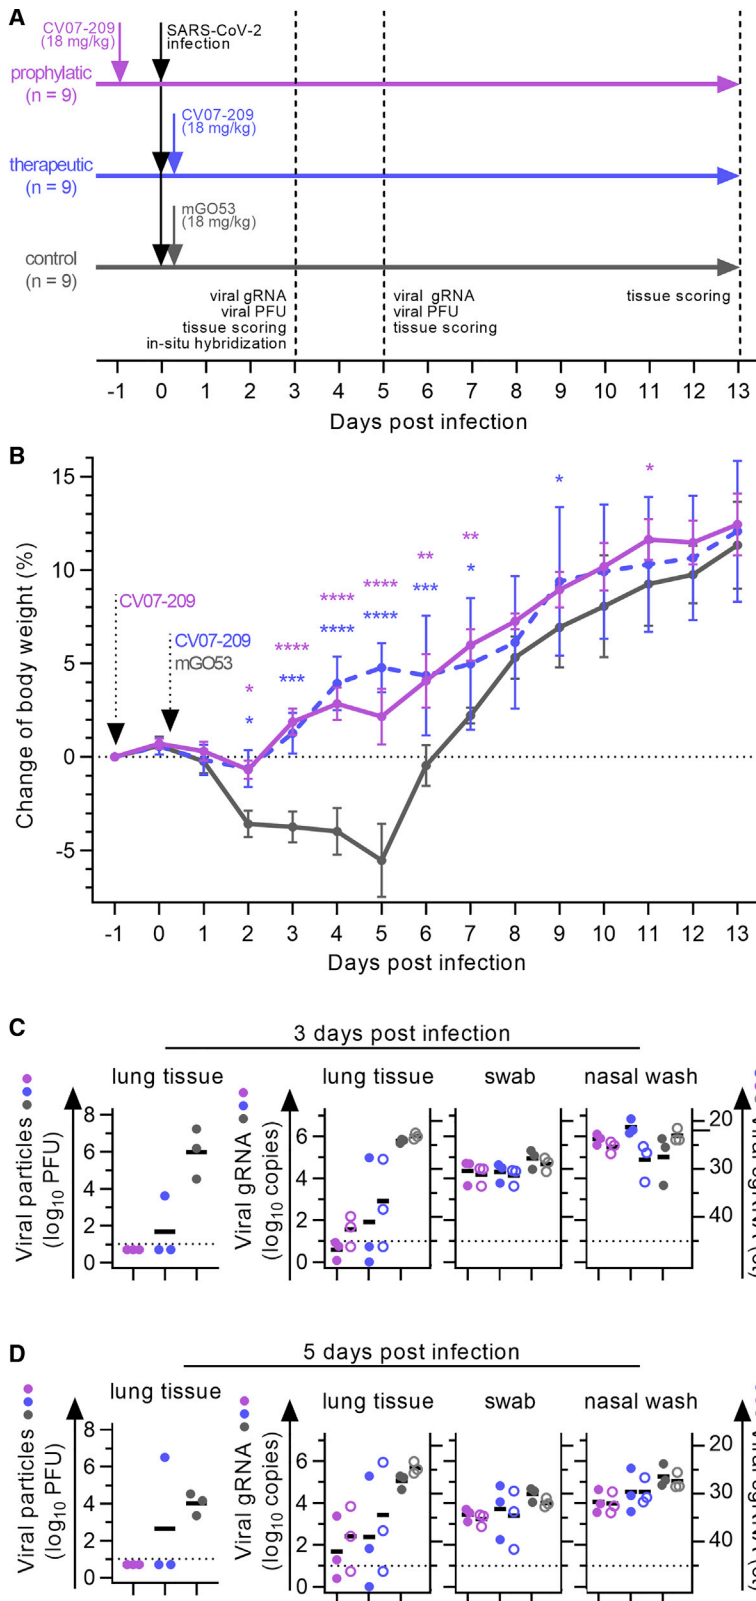 A
CV07-209
(18 mg/kg)
SARS-CoV-2
infection
prophylatic
(n = 9)
CV07-209
(18 mg/kg)
therapeutic
(n = 9)
mGO53
(18 mg/kg)
control
(n = 9)
viral gRNA
viral PFU
tissue scoring
in-situ hybridization
viral gRNA
viral PFU
tissue scoring
tissue scoring
-1 0 1 2 3 4 5 6 7 8 9 10 11 12 13
Days post infection
B
Change of body weight (%)
15
10
5
0
-5
CV07-209
CV07-209
mGO53
*
*
****
***
****
****
****
****
**
***
**
*
*
*
-1 0 1 2 3 4 5 6 7 8 9 10 11 12 13
Days post infection
C
3 days post infection
lung tissue
lung tissue
swab
nasal wash
Viral particles
(log10 PFU)
8
6
4
2
0
Viral gRNA
(log10 copies)
6
4
2
0
20
30
40
D
5 days post infection
lung tissue
lung tissue
swab
nasal wash
Viral particles
(log10 PFU)
8
6
4
2
0
Viral gRNA
(log10 copies)
6
4
2
0
20
30
40